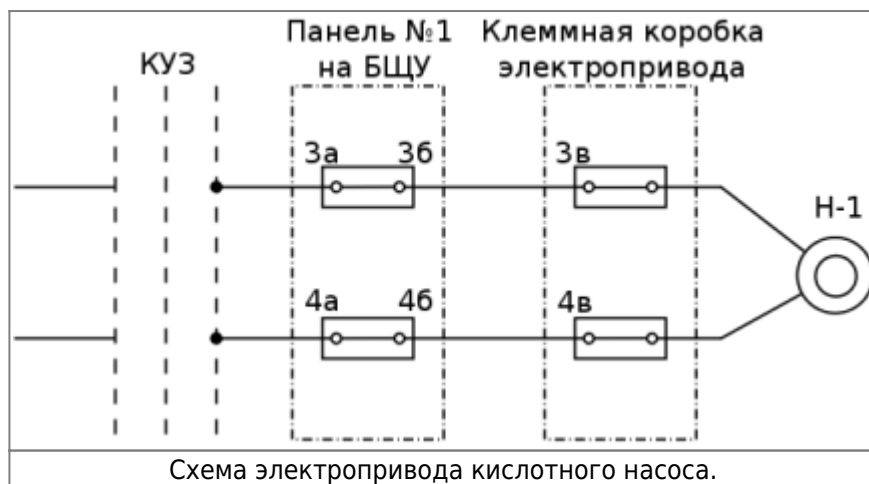 КУЗ
Панель №1
на БЩУ
Клеммная коробка
электропривода
3а 3б
3в
Н-1
4а 4б
4в
Схема электропривода кислотного насоса.